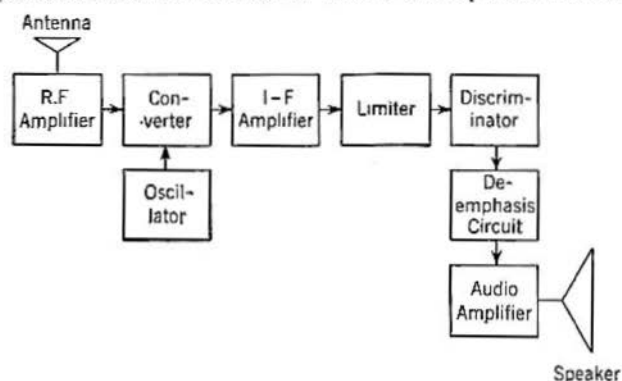 Antenna
R.F
Amplifier
Con-
-verter
I-F
Amplifier
Limiter
Discrim-
inator
Oscil-
lator
De-
emphasis
Circuit
Audio
Amplifier
Speaker